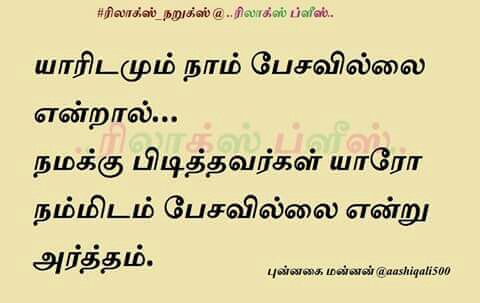 #ரிலாக்ஸ்_நறுக்ஸ் @ ..ரிலாக்ஸ் ப்ளீஸ்..
யாரிடமும் நாம் பேசவில்லை
என்றால்...
..ரிலாக்ஸ் ப்ளீஸ்..
நமக்கு பிடித்தவர்கள் யாரோ
நம்மிடம் பேசவில்லை என்று
அர்த்தம்.
புன்னகை மன்னன் @aashiqali500